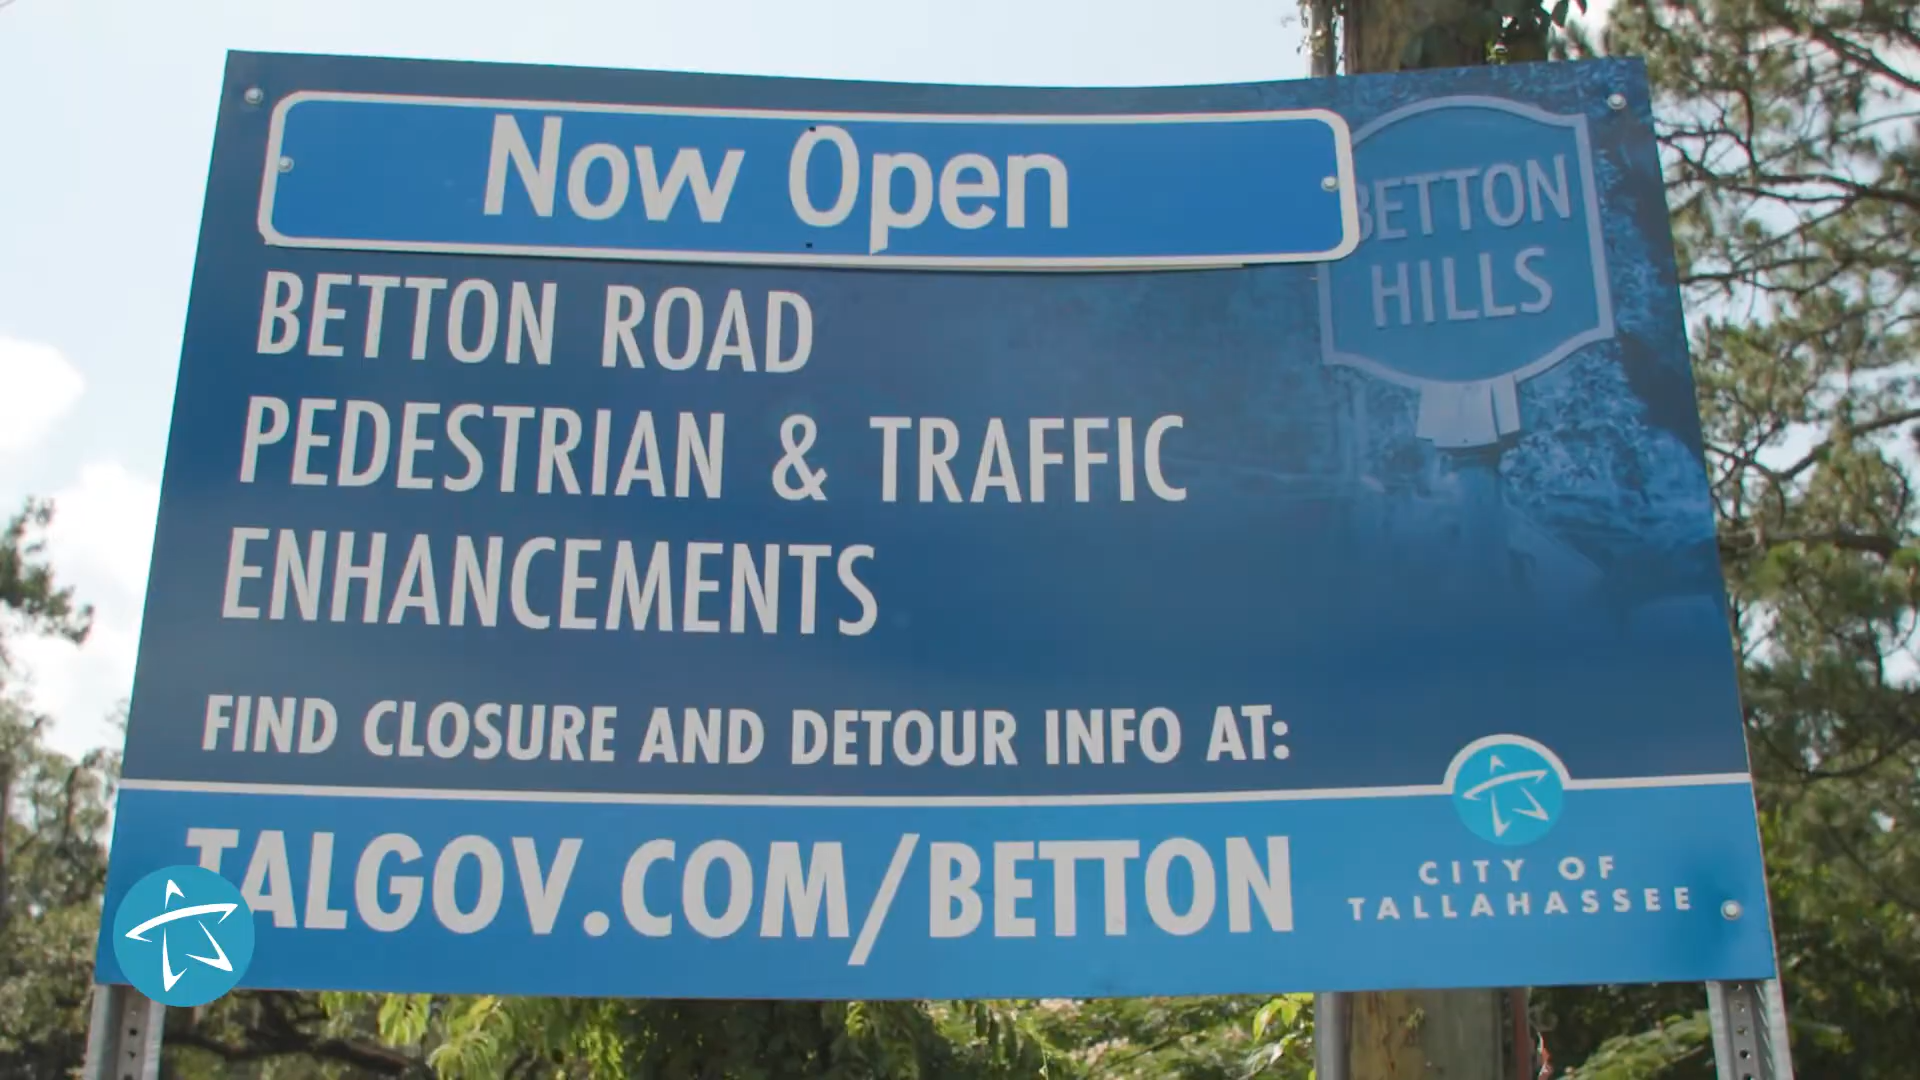 Now Open
BETTON
HILLS
BETTON ROAD
PEDESTRIAN & TRAFFIC
ENHANCEMENTS
FIND CLOSURE AND DETOUR INFO AT:
TALGOV.COM/BETTON
CITY OF
TALLAHASSEE